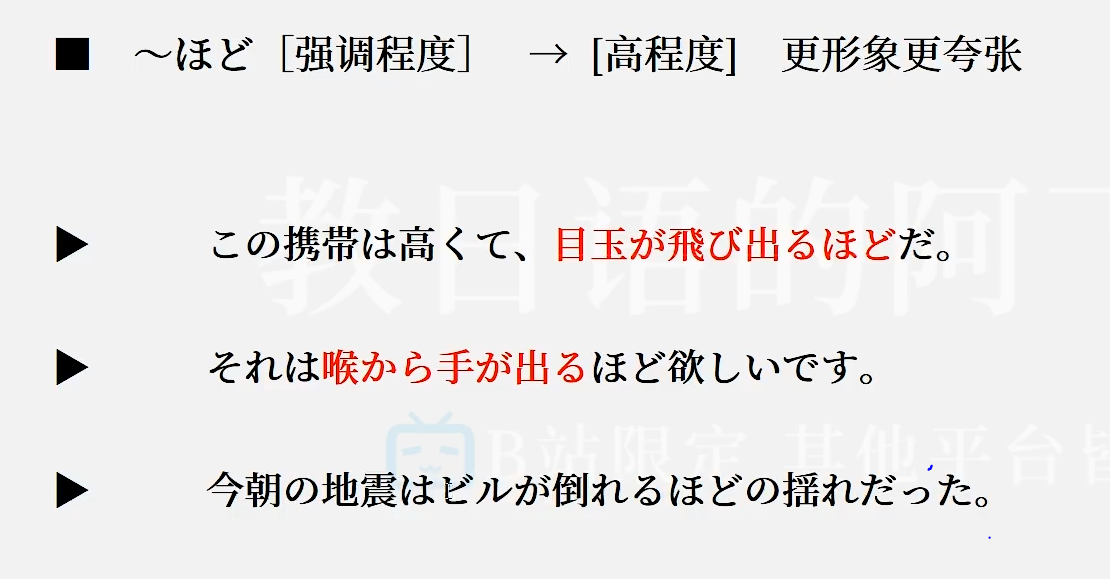 ■ ～ほど［强调程度］ → [高程度] 更形象更夸张
教日语的阿
▶ この携帯は高くて、目玉が飛び出るほどだ。
▶ それは喉から手が出るほど欲しいです。
B站限定 其他平台皆
▶ 今朝の地震はビルが倒れるほどの揺れだった。